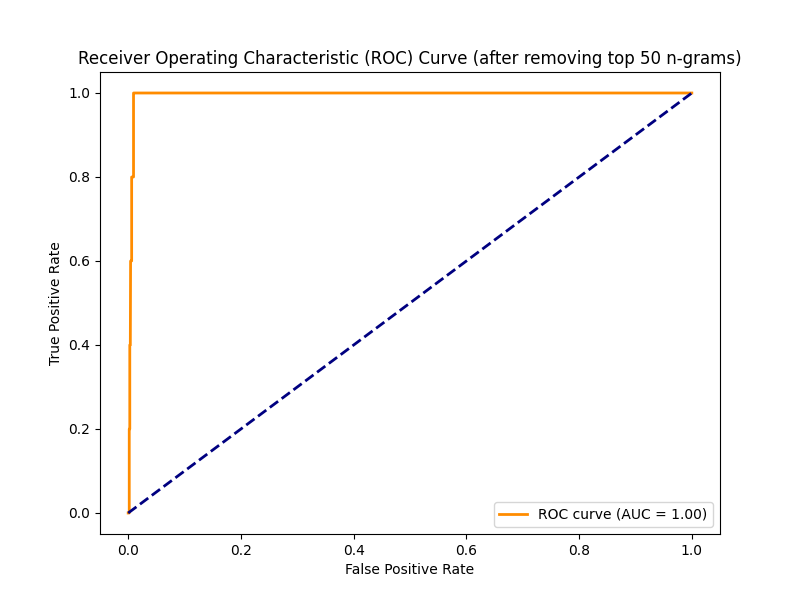 Receiver Operating Characteristic (ROC) Curve (after removing top 50 n-grams)
1.0
0.8
0.6
0.4
0.2
0.0
True Positive Rate
ROC curve (AUC = 1.00)
0.0 0.2 0.4 0.6 0.8 1.0
False Positive Rate